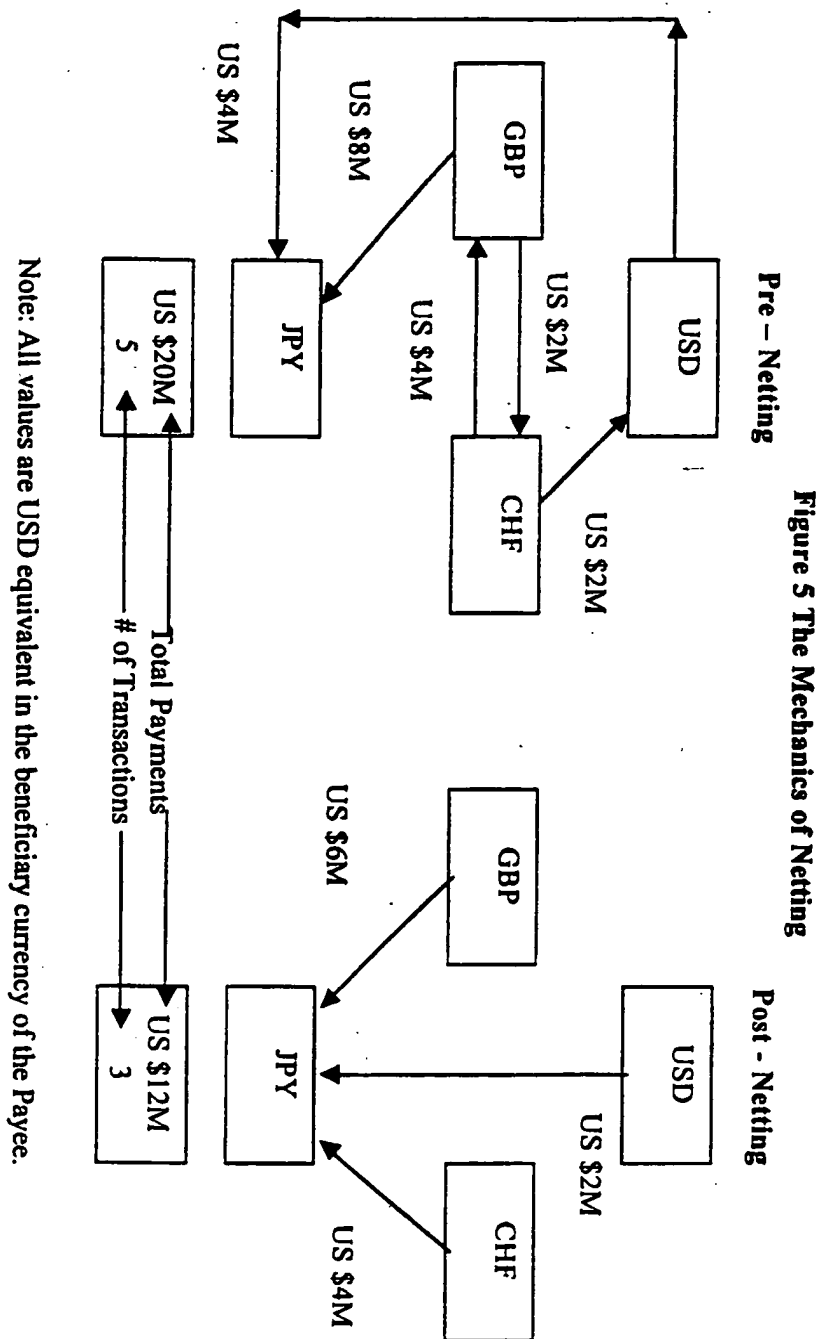 Figure 5 The Mechanics of Netting
Pre – Netting
USD
US $2M
GBP
US $2M
US $4M
CHF
US $8M
US $4M
JPY
US $20M
5
Total Payments
# of Transactions
Post - Netting
USD
US $2M
GBP
CHF
US $6M
US $4M
JPY
US $12M
3
Note: All values are USD equivalent in the beneficiary currency of the Payee.